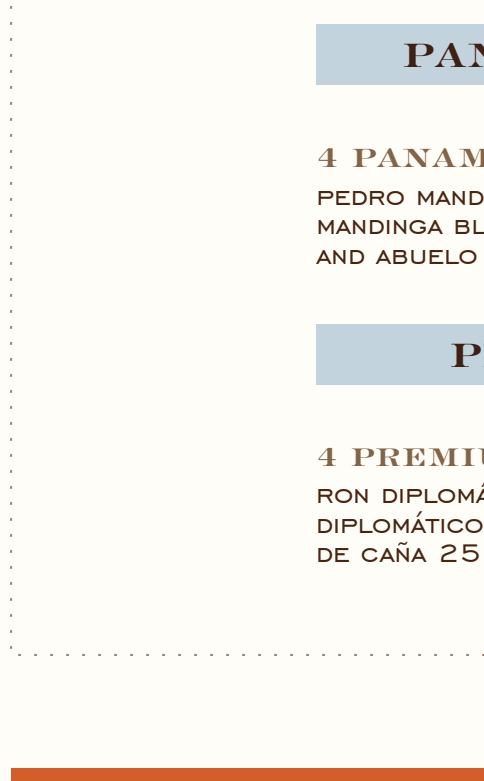 PAN
4 PANAM
PEDRO MAND
MANDINGA BL
AND ABUELO
P
4 PREMIU
RON DIPLOMÁ
DIPLOMÁTICO
DE CAÑA 25